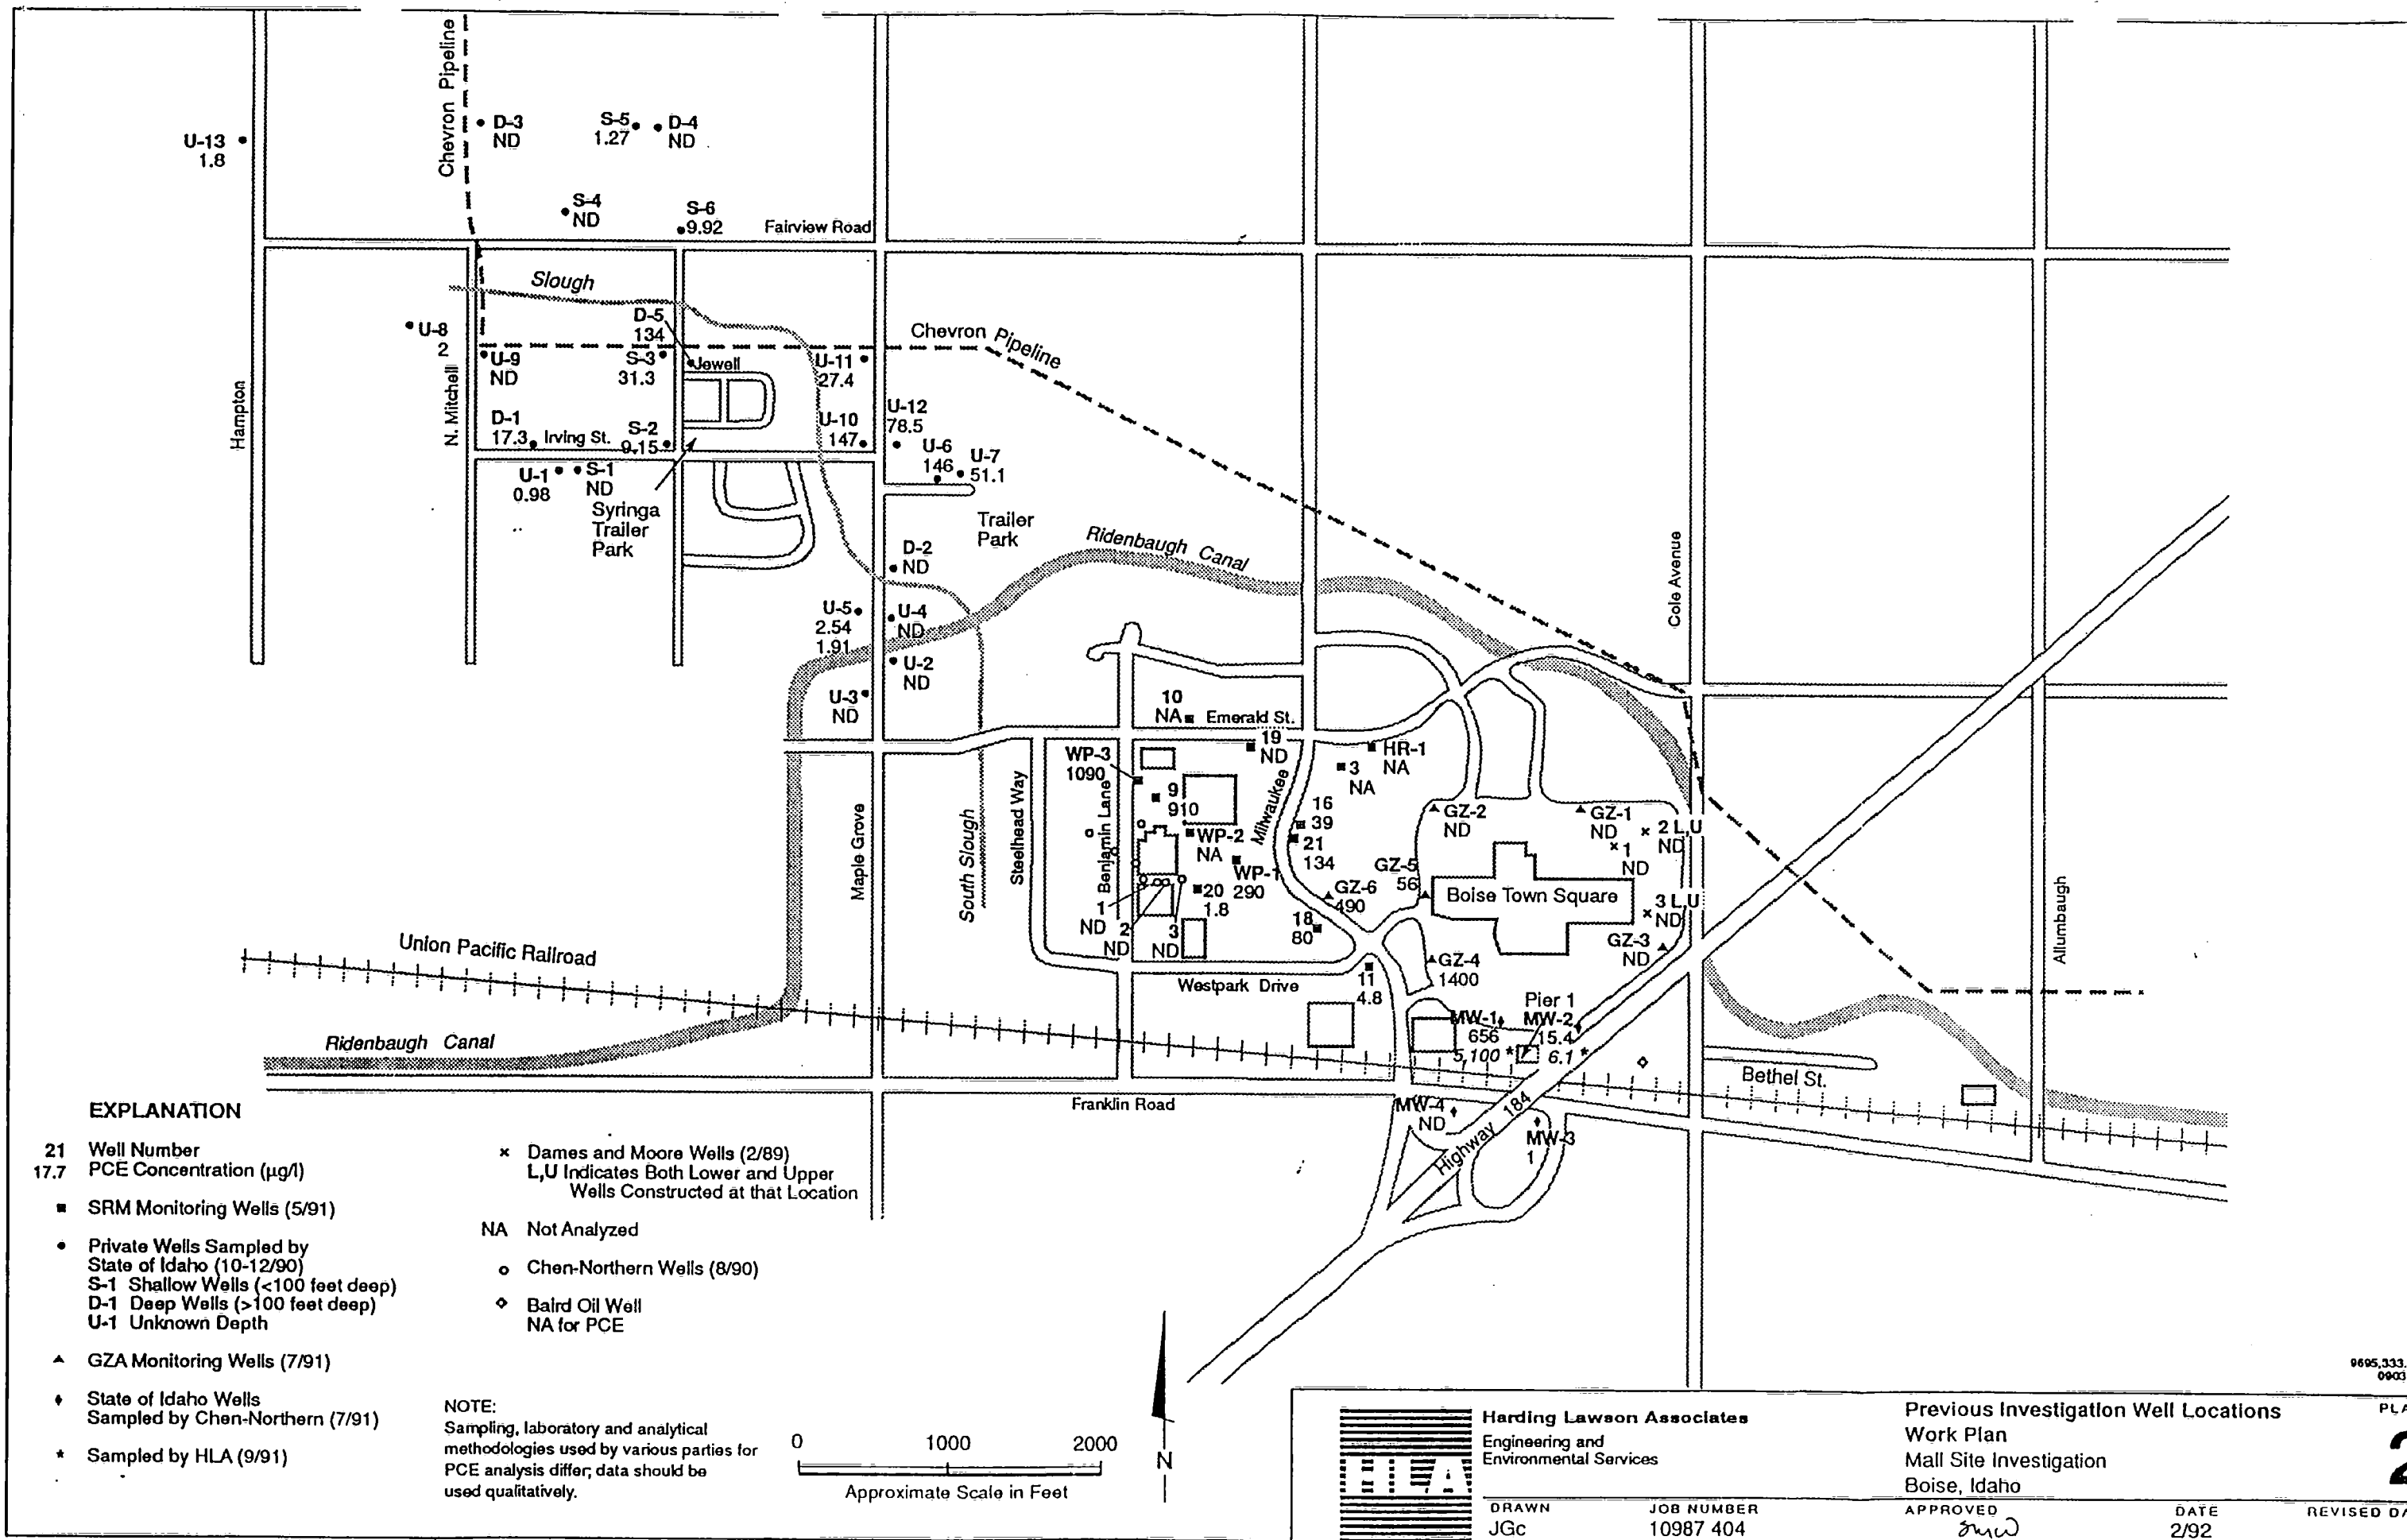 Chevron Pipeline
D-3
ND
S-5
1.27
D-4
ND
U-13
1.8
S-4
ND
S-6
9.92
Fairview Road
Slough
D-5
134
U-8
2
U-9
ND
S-3
31.3
Jewell
U-11
27.4
Chevron Pipeline
Hampton
N. Mitchell
D-1
17.3
Irving St.
S-2
9.15
U-10
147
U-12
78.5
U-6
146
U-7
51.1
U-1
0.98
S-1
ND
Syringa
Trailer
Park
Trailer
Park
Ridenbaugh Canal
D-2
ND
Cole Avenue
U-5
2.54
1.91
U-4
ND
U-2
ND
U-3
ND
10
NA
Emerald St.
19
ND
HR-1
NA
3
NA
WP-3
1090
9
910
Milwaukee
16
39
21
134
GZ-2
ND
GZ-1
ND
2 L,U
ND
1
ND
WP-2
NA
WP-1
290
Maple Grove
South Slough
Steelhead Way
Benjamin Lane
GZ-5
56
GZ-6
490
Boise Town Square
20
1.8
1
ND
2
ND
3
ND
18
80
3 L,U
ND
GZ-3
ND
Allumbaugh
GZ-4
1400
11
4.8
Westpark Drive
Union Pacific Railroad
Ridenbaugh Canal
Pier 1
MW-1
656
5,100 *
MW-2
15.4
6.1 *
Bethel St.
Franklin Road
MW-4
ND
Highway 184
MW-3
1
EXPLANATION
21 Well Number
17.7 PCE Concentration (µg/l)
SRM Monitoring Wells (5/91)
Private Wells Sampled by
State of Idaho (10-12/90)
S-1 Shallow Wells (<100 feet deep)
D-1 Deep Wells (>100 feet deep)
U-1 Unknown Depth
GZA Monitoring Wells (7/91)
State of Idaho Wells
Sampled by Chen-Northern (7/91)
* Sampled by HLA (9/91)
x Dames and Moore Wells (2/89)
L,U Indicates Both Lower and Upper
Wells Constructed at that Location
NA Not Analyzed
Chen-Northern Wells (8/90)
Baird Oil Well
NA for PCE
NOTE:
Sampling, laboratory and analytical
methodologies used by various parties for
PCE analysis differ; data should be
used qualitatively.
0 1000 2000
Approximate Scale in Feet
N
9695,333.
0903
HLA
Harding Lawson Associates
Engineering and
Environmental Services
Previous Investigation Well Locations
Work Plan
Mall Site Investigation
Boise, Idaho
PLA
2
DRAWN
JGc
JOB NUMBER
10987 404
APPROVED
DATE
2/92
REVISED DA